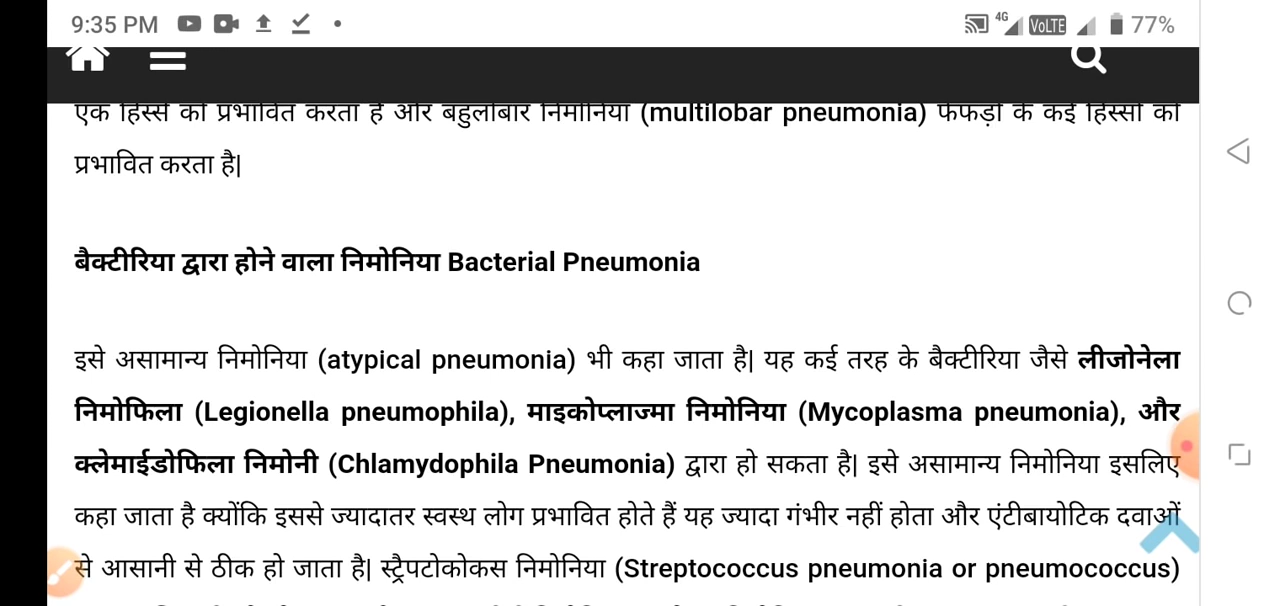 9:35 PM
4G VoLTE 77%
एक हिस्से को प्रभावित करता है और बहुलोबार निमोनिया (multilobar pneumonia) फेफड़ों के कई हिस्सों को
प्रभावित करता है|
बैक्टीरिया द्वारा होने वाला निमोनिया Bacterial Pneumonia
इसे असामान्य निमोनिया (atypical pneumonia) भी कहा जाता है| यह कई तरह के बैक्टीरिया जैसे लीजोनेला
निमोफिला (Legionella pneumophila), माइकोप्लाज्मा निमोनिया (Mycoplasma pneumonia), और
क्लेमाईडोफिला निमोनी (Chlamydophila Pneumonia) द्वारा हो सकता है| इसे असामान्य निमोनिया इसलिए
कहा जाता है क्योंकि इससे ज्यादातर स्वस्थ लोग प्रभावित होते हैं यह ज्यादा गंभीर नहीं होता और एंटीबायोटिक दवाओं
से आसानी से ठीक हो जाता है| स्ट्रैपटोकोकस निमोनिया (Streptococcus pneumonia or pneumococcus)